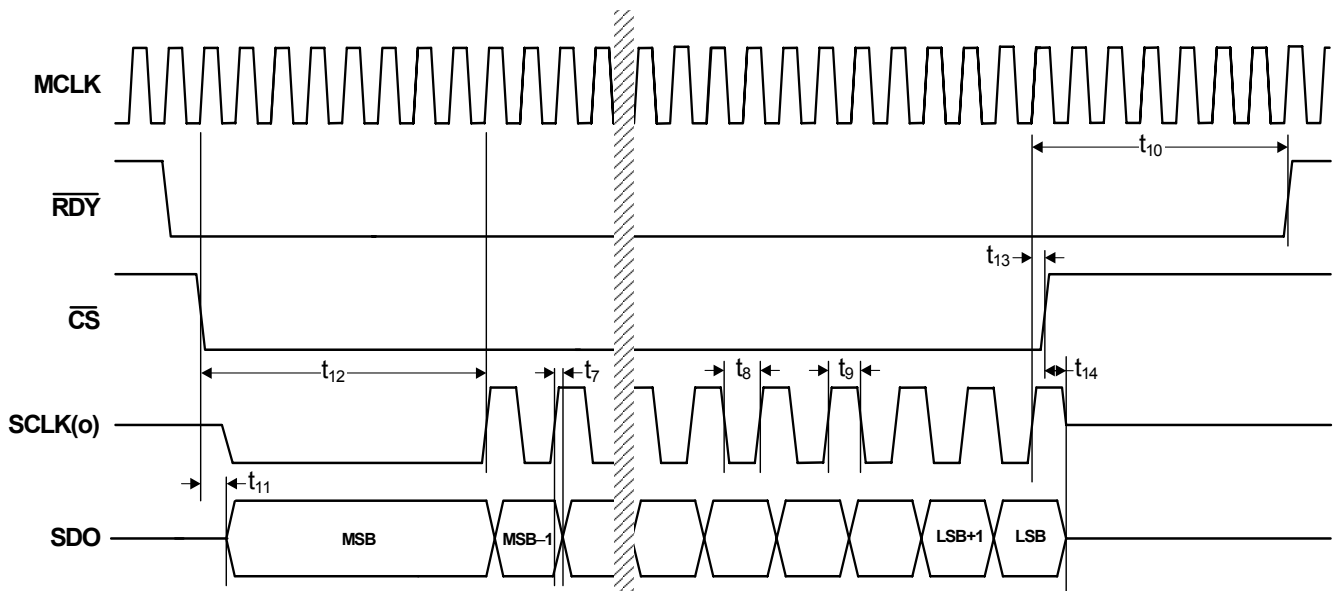 MCLK
t10
RDY
t13
CS
t12
t7
t8
t9
t14
SCLK(o)
t11
SDO
MSB
MSB–1
LSB+1
LSB